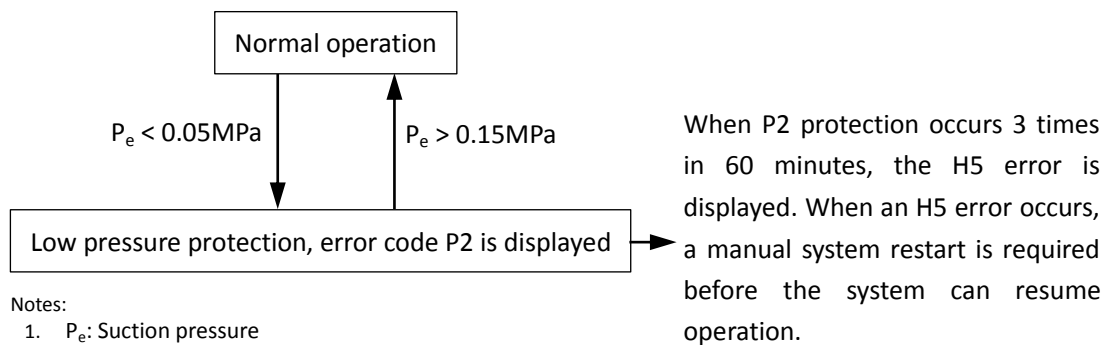 Normal operation
Pe < 0.05MPa
Pe > 0.15MPa
Low pressure protection, error code P2 is displayed
When P2 protection occurs 3 times
in 60 minutes, the H5 error is
displayed. When an H5 error occurs,
a manual system restart is required
before the system can resume
operation.
Notes:
1. Pe: Suction pressure